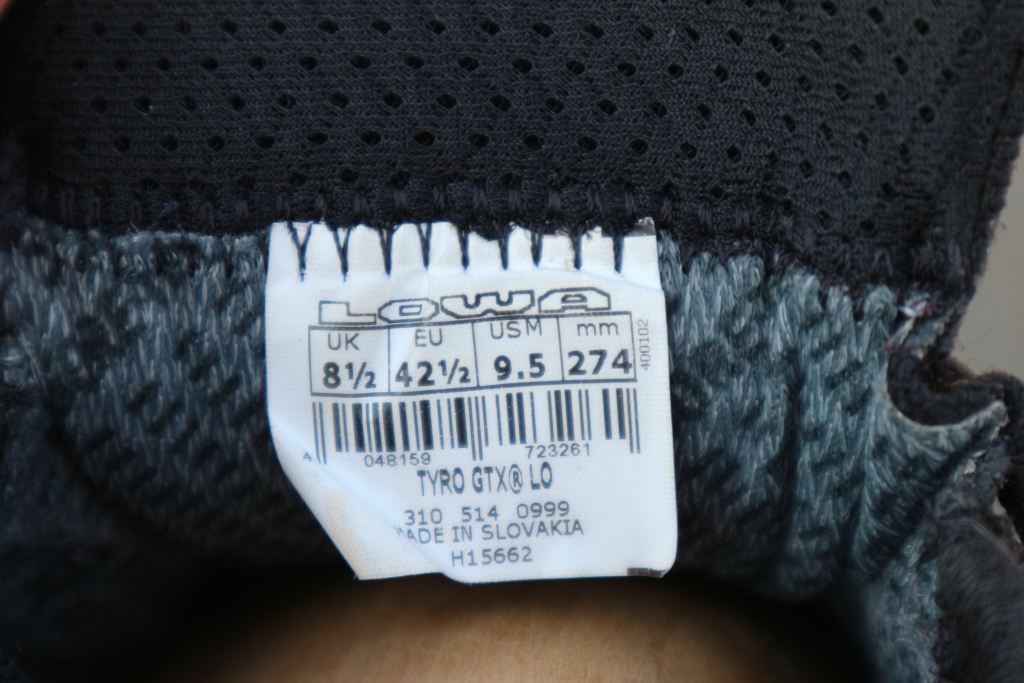 LOWA
UK EU USM mm
8½ 42½ 9.5 274
400102
4 048159 723261
TYRO GTX® LO
310 514 0999
MADE IN SLOVAKIA
H15662